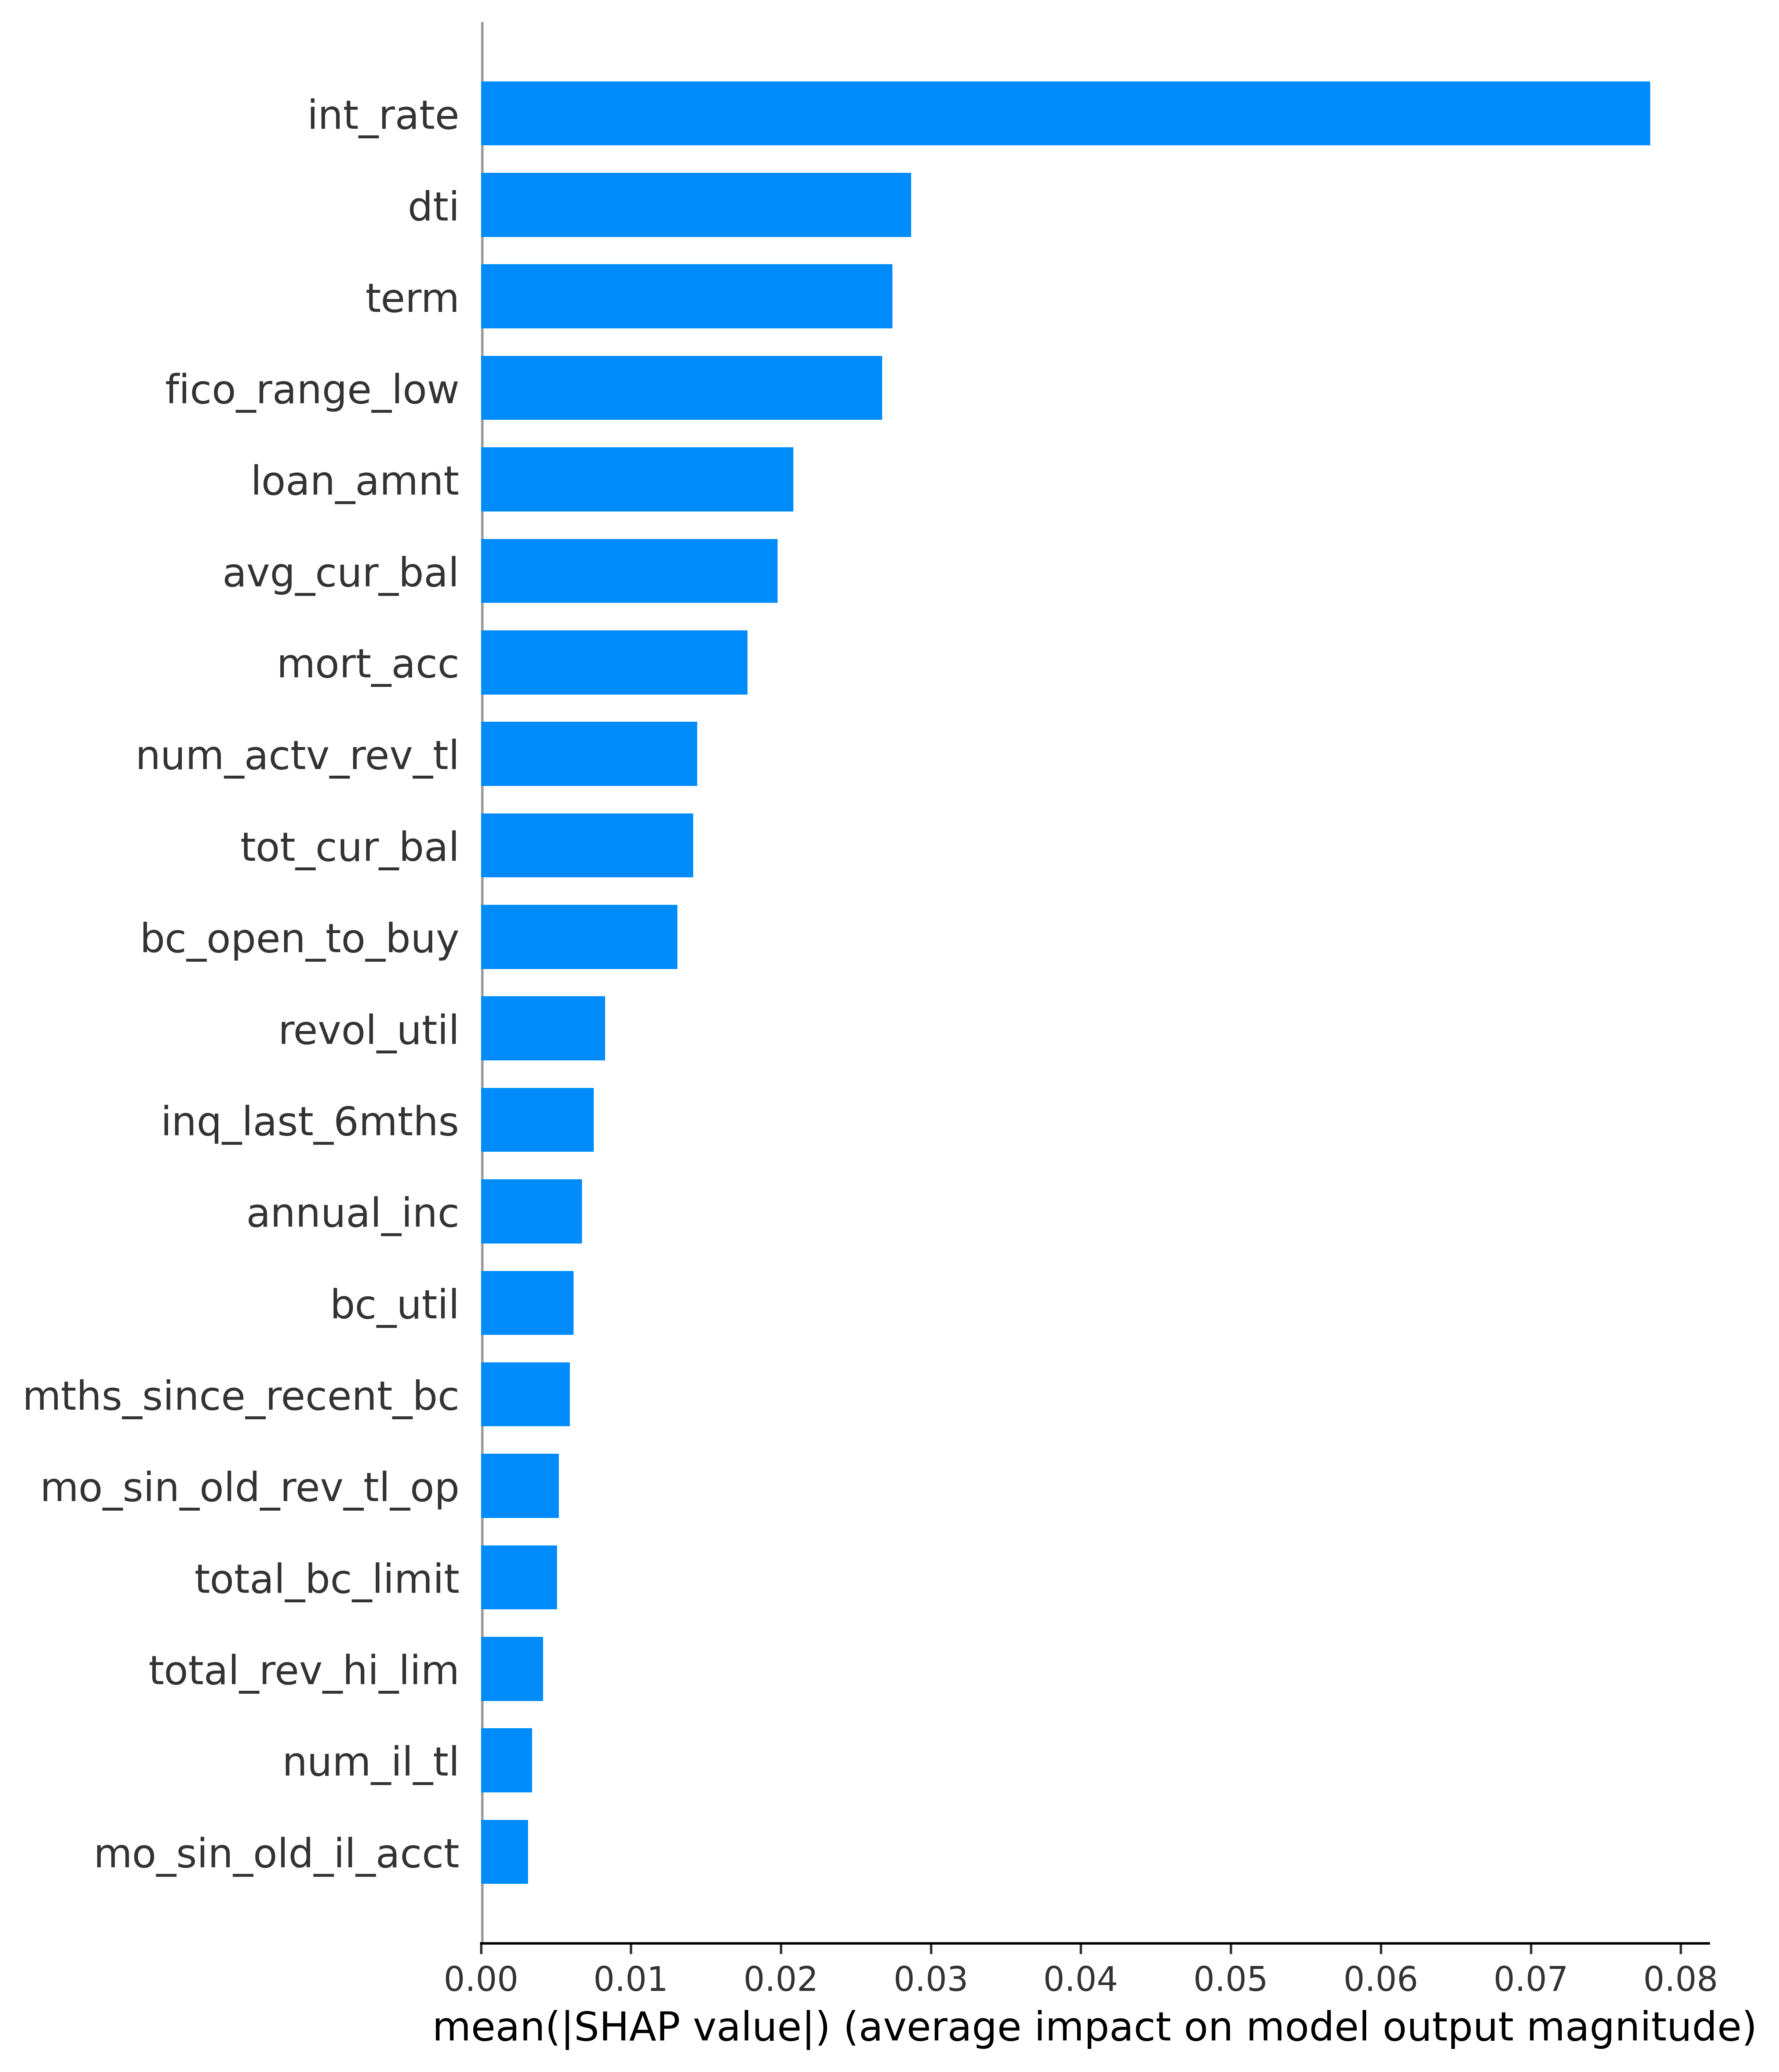 int_rate
dti
term
fico_range_low
loan_amnt
avg_cur_bal
mort_acc
num_actv_rev_tl
tot_cur_bal
bc_open_to_buy
revol_util
inq_last_6mths
annual_inc
bc_util
mths_since_recent_bc
mo_sin_old_rev_tl_op
total_bc_limit
total_rev_hi_lim
num_il_tl
mo_sin_old_il_acct
0.00 0.01 0.02 0.03 0.04 0.05 0.06 0.07 0.08
mean(|SHAP value|) (average impact on model output magnitude)